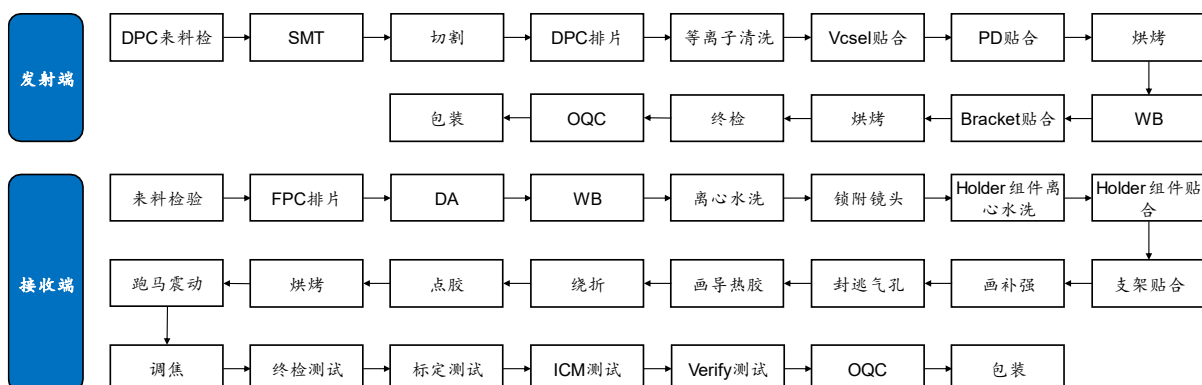 发射端
DPC来料检
SMT
切割
DPC排片
等离子清洗
Vcsel贴合
PD贴合
烘烤
WB
Bracket贴合
烘烤
终检
OQC
包装
接收端
来料检验
FPC排片
DA
WB
离心水洗
锁附镜头
Holder组件离
心水洗
Holder组件贴
合
支架贴合
画补强
封逃气孔
画导热胶
绕折
点胶
烘烤
跑马震动
调焦
终检测试
标定测试
ICM测试
Verify测试
OQC
包装